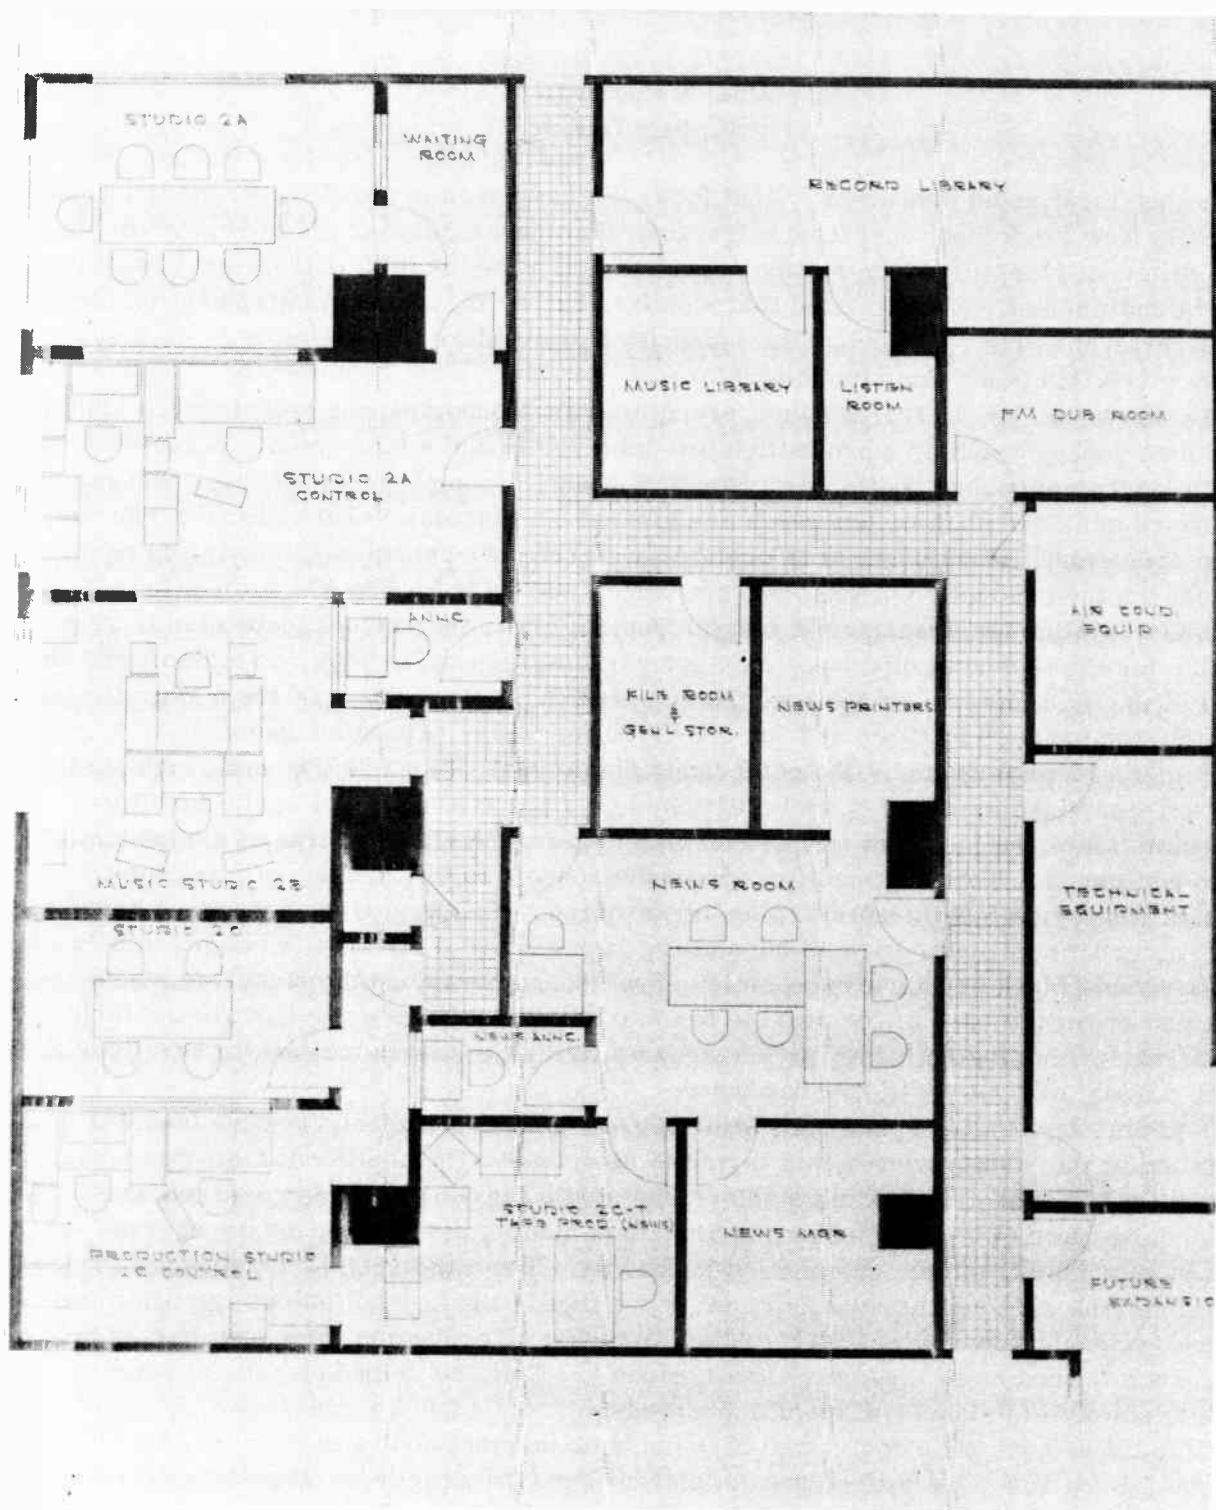 STUDIO 2A
WAITING
ROOM
RECORD LIBRARY
MUSIC LIBRARY
LISTEN
ROOM
FM DUB ROOM
STUDIO 2A
CONTROL
ANNC.
AIR COND.
EQUIP.
FILE ROOM
&
GEN'L STOR.
NEWS PRINTERS
MUSIC STUDIO 2B
NEWS ROOM
TECHNICAL
EQUIPMENT
STUDIO 2C
NEWS ANNC.
STUDIO 2C-T
TAPE PROD. (NEWS)
NEWS MGR.
PRODUCTION STUDIO
2C CONTROL
FUTURE
EXPANSIO